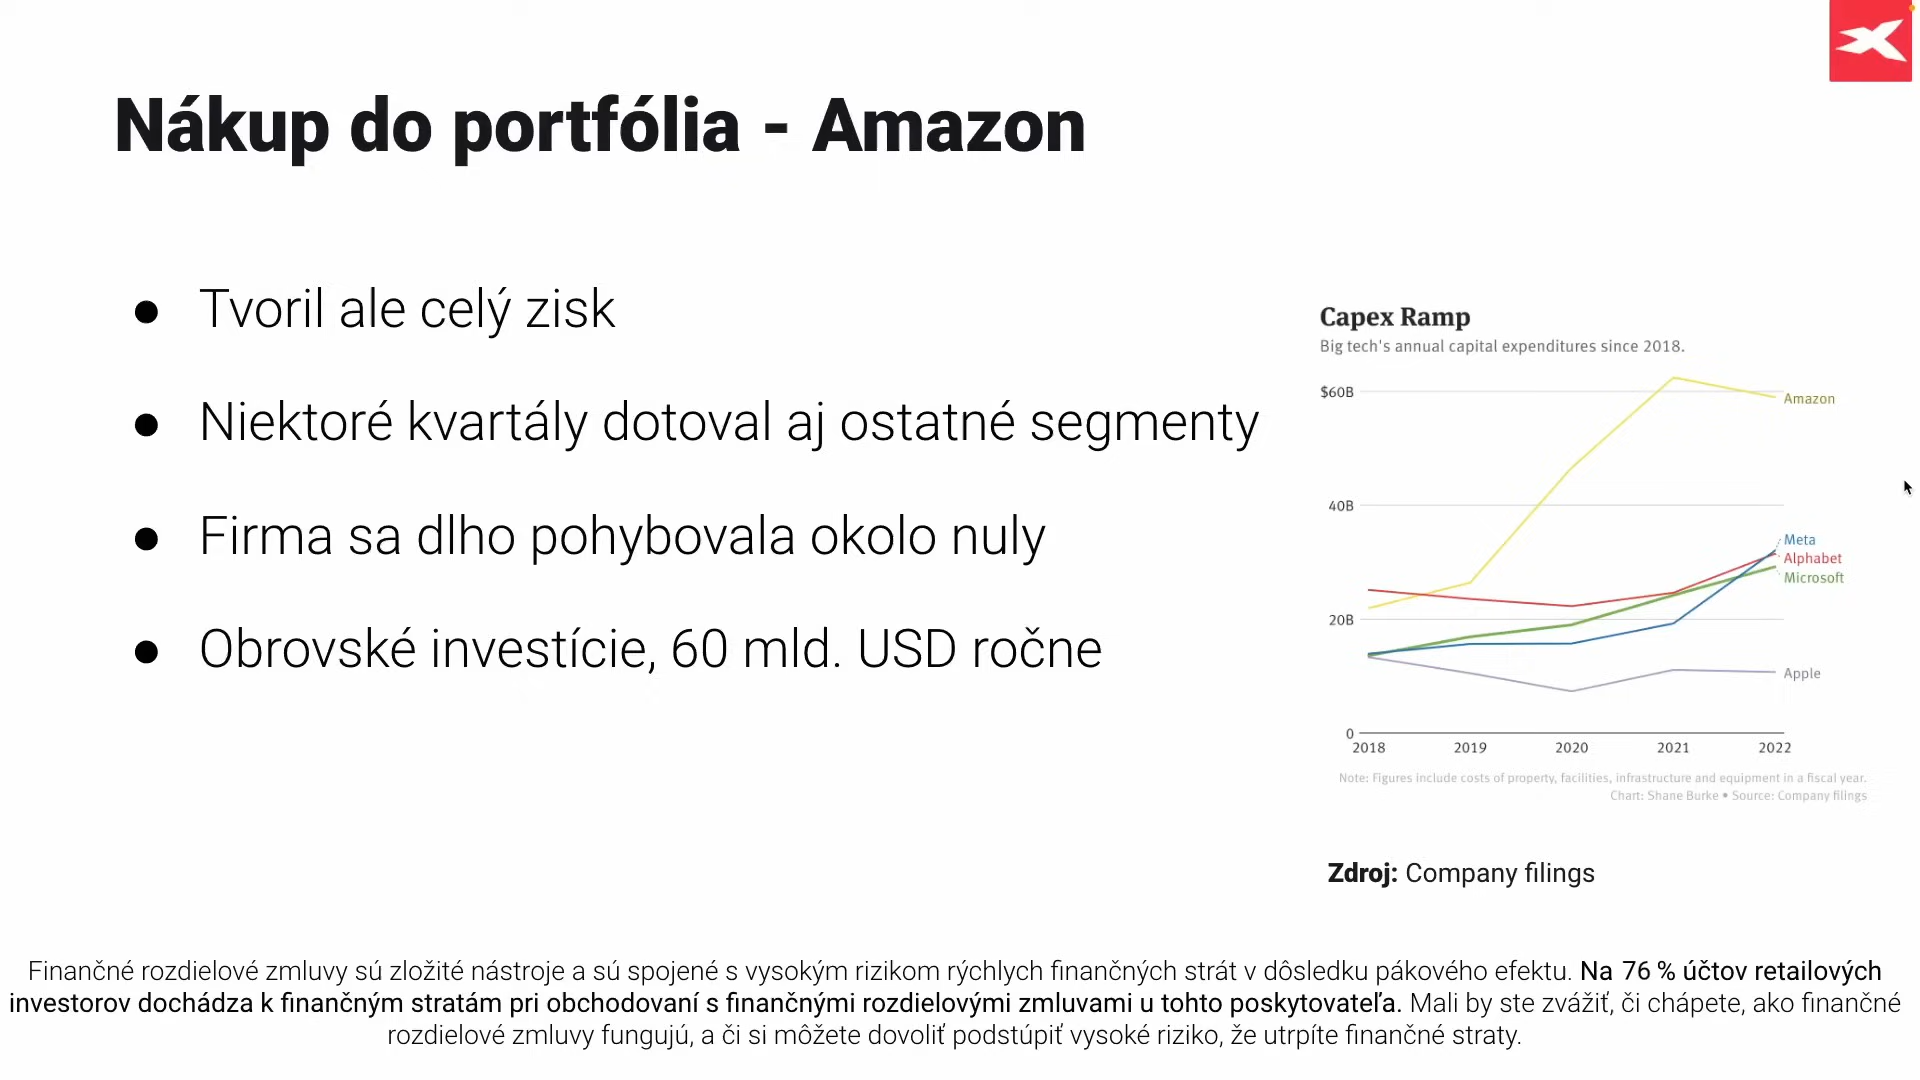 Nákup do portfólia - Amazon
● Tvoril ale celý zisk
● Niektoré kvartály dotoval aj ostatné segmenty
● Firma sa dlho pohybovala okolo nuly
● Obrovské investície, 60 mld. USD ročne
Capex Ramp
Big tech's annual capital expenditures since 2018.
$60B
40B
20B
0
2018 2019 2020 2021 2022
Amazon
Meta
Alphabet
Microsoft
Apple
Note: Figures include costs of property, facilities, infrastructure and equipment in a fiscal year.
Chart: Shane Burke • Source: Company filings
Zdroj: Company filings
Finančné rozdielové zmluvy sú zložité nástroje a sú spojené s vysokým rizikom rýchlych finančných strát v dôsledku pákového efektu. Na 76 % účtov retailových
investorov dochádza k finančným stratám pri obchodovaní s finančnými rozdielovými zmluvami u tohto poskytovateľa. Mali by ste zvážiť, či chápete, ako finančné
rozdielové zmluvy fungujú, a či si môžete dovoliť podstúpiť vysoké riziko, že utrpíte finančné straty.